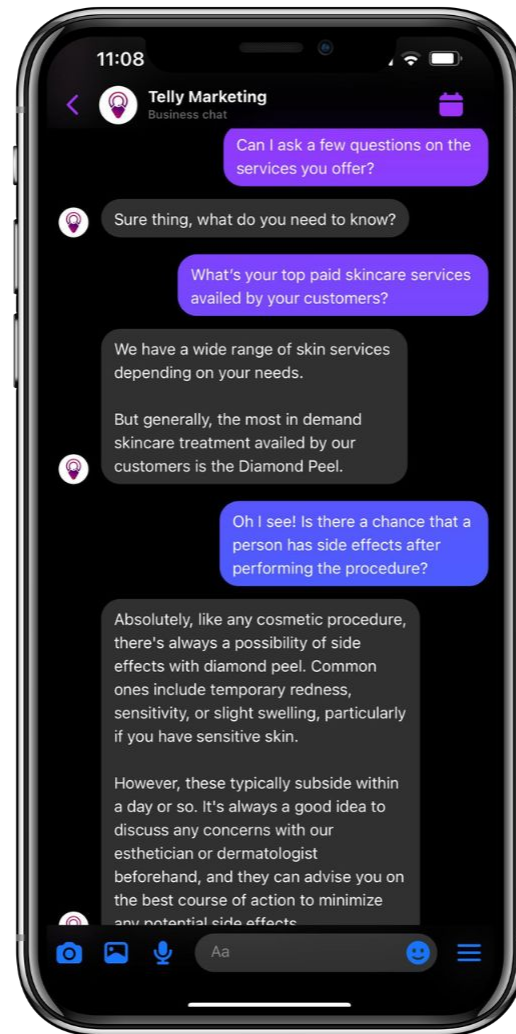 11:08
Telly Marketing
Business chat
Can I ask a few questions on the
services you offer?
Sure thing, what do you need to know?
What's your top paid skincare services
availed by your customers?
We have a wide range of skin services
depending on your needs.
But generally, the most in demand
skincare treatment availed by our
customers is the Diamond Peel.
Oh I see! Is there a chance that a
person has side effects after
performing the procedure?
Absolutely, like any cosmetic procedure,
there's always a possibility of side
effects with diamond peel. Common
ones include temporary redness,
sensitivity, or slight swelling, particularly
if you have sensitive skin.
However, these typically subside within
a day or so. It's always a good idea to
discuss any concerns with our
esthetician or dermatologist
beforehand, and they can advise you on
the best course of action to minimize
any potential side effects
Aa